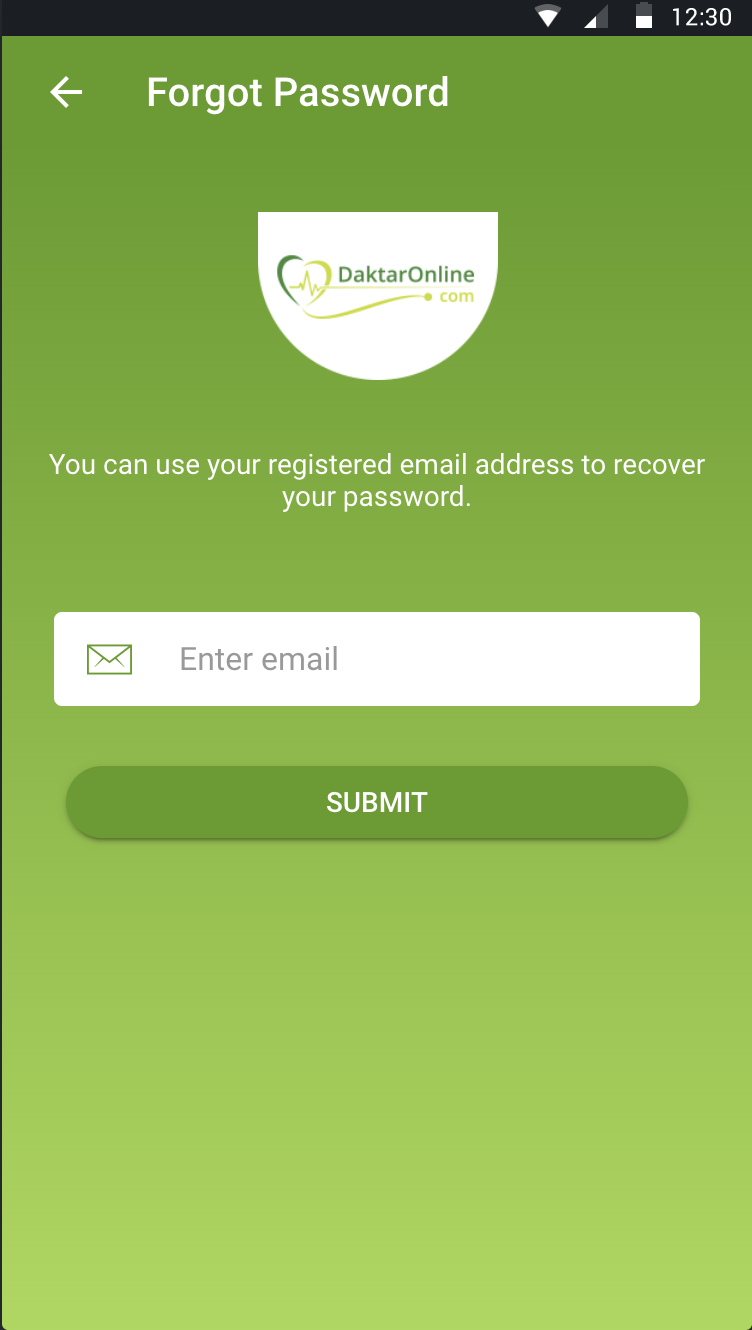 12:30
Forgot Password
DaktarOnline
com
You can use your registered email address to recover
your password.
Enter email
SUBMIT